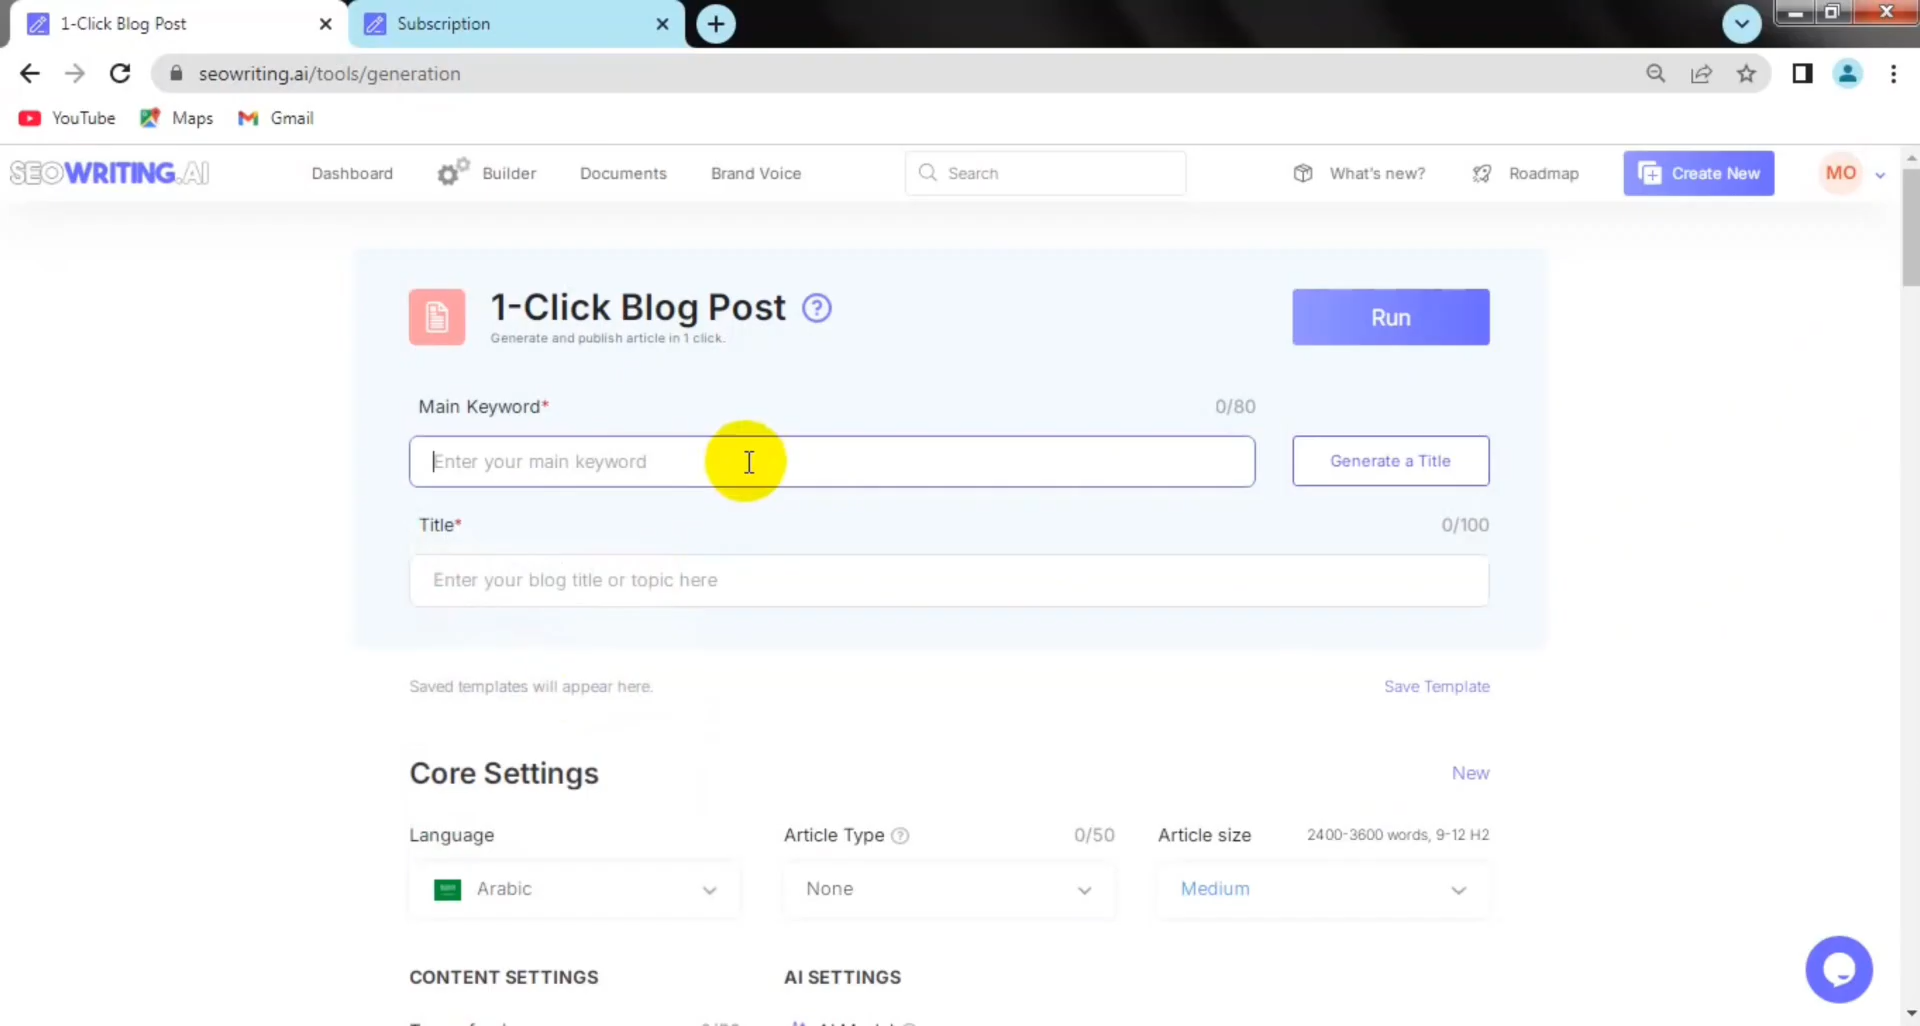 1-Click Blog Post
Subscription
seowriting.ai/tools/generation
YouTube
Maps
Gmail
SEOWRITING.AI
Dashboard
Builder
Documents
Brand Voice
Search
What's new?
Roadmap
Create New
MO
1-Click Blog Post
Generate and publish article in 1 click.
Run
Main Keyword*
0/80
Enter your main keyword
Generate a Title
Title*
0/100
Enter your blog title or topic here
Saved templates will appear here.
Save Template
Core Settings
New
Language
Article Type
0/50
Article size
2400-3600 words, 9-12 H2
Arabic
None
Medium
CONTENT SETTINGS
AI SETTINGS